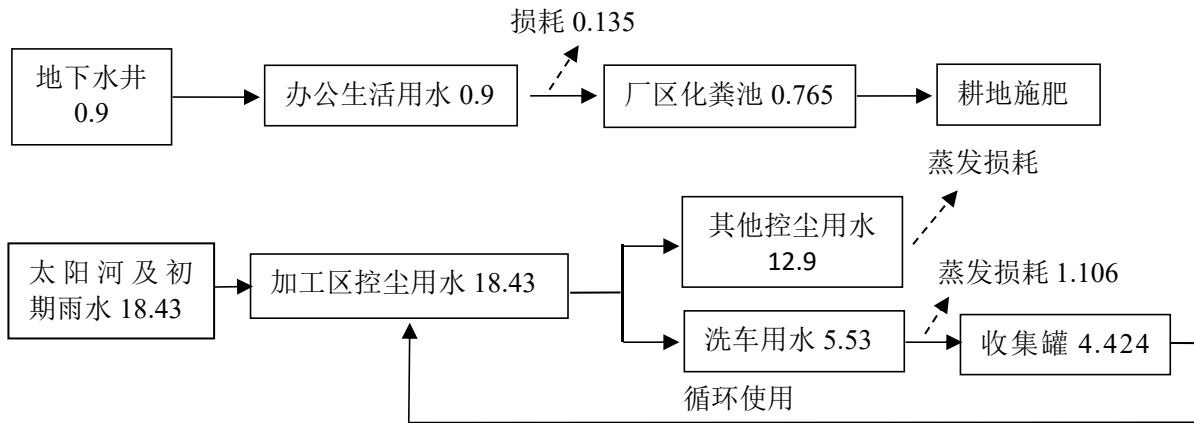 损耗 0.135
地下水井
0.9
办公生活用水 0.9
厂区化粪池 0.765
耕地施肥
蒸发损耗
其他控尘用水
12.9
太阳河及初
期雨水 18.43
加工区控尘用水 18.43
蒸发损耗 1.106
洗车用水 5.53
收集罐 4.424
循环使用